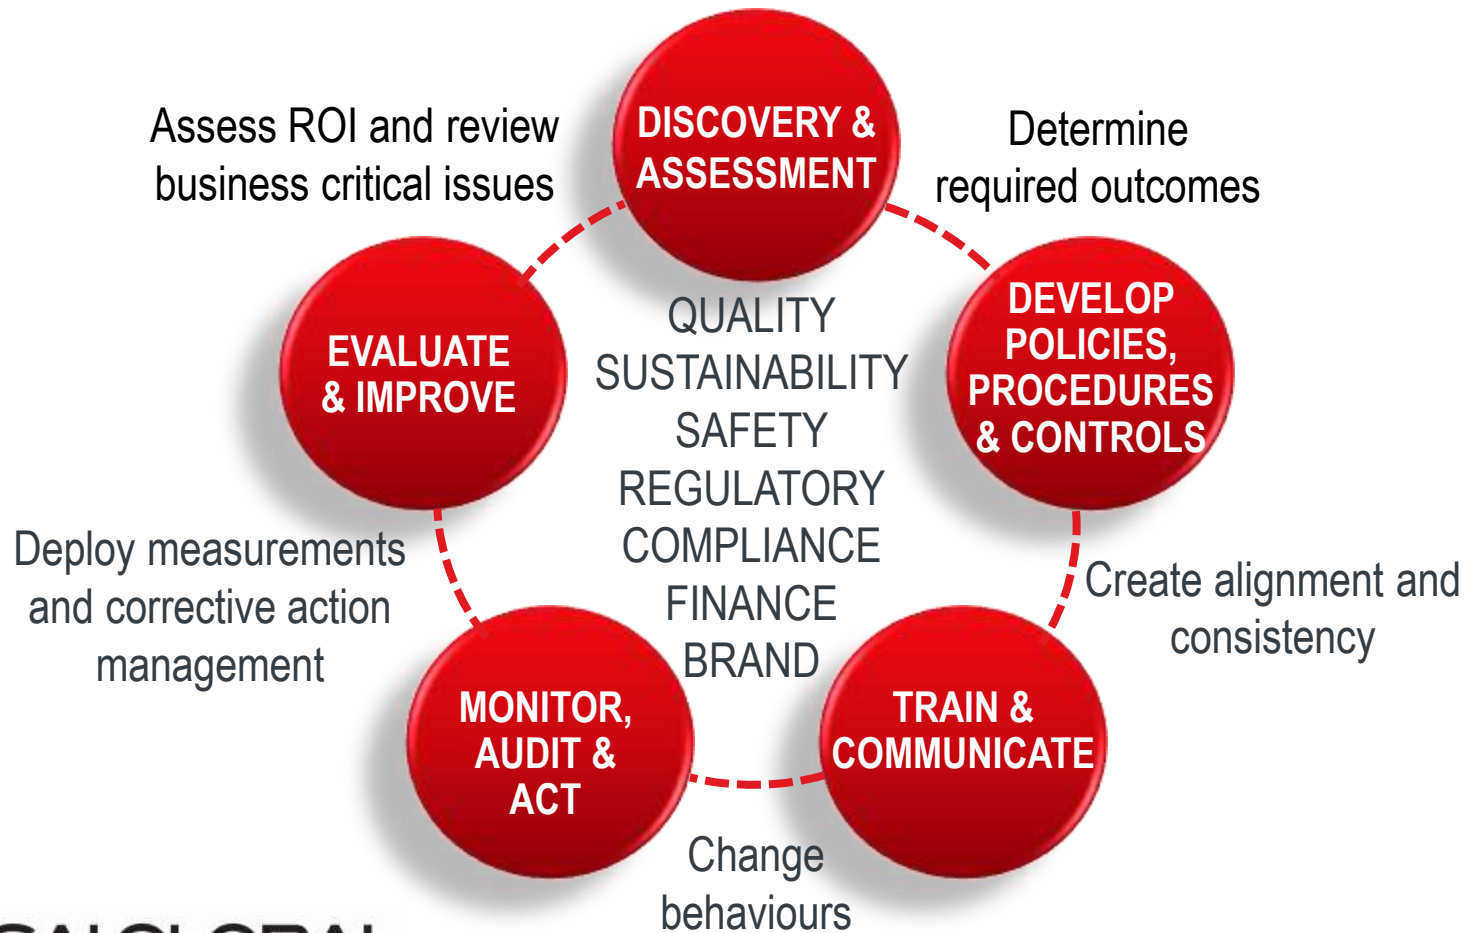 DISCOVERY &
ASSESSMENT
Assess ROI and review
business critical issues
Determine
required outcomes
EVALUATE
& IMPROVE
DEVELOP
POLICIES,
PROCEDURES
& CONTROLS
QUALITY
SUSTAINABILITY
SAFETY
REGULATORY
COMPLIANCE
FINANCE
BRAND
Deploy measurements
and corrective action
management
Create alignment and
consistency
MONITOR,
AUDIT &
ACT
TRAIN &
COMMUNICATE
Change
behaviours